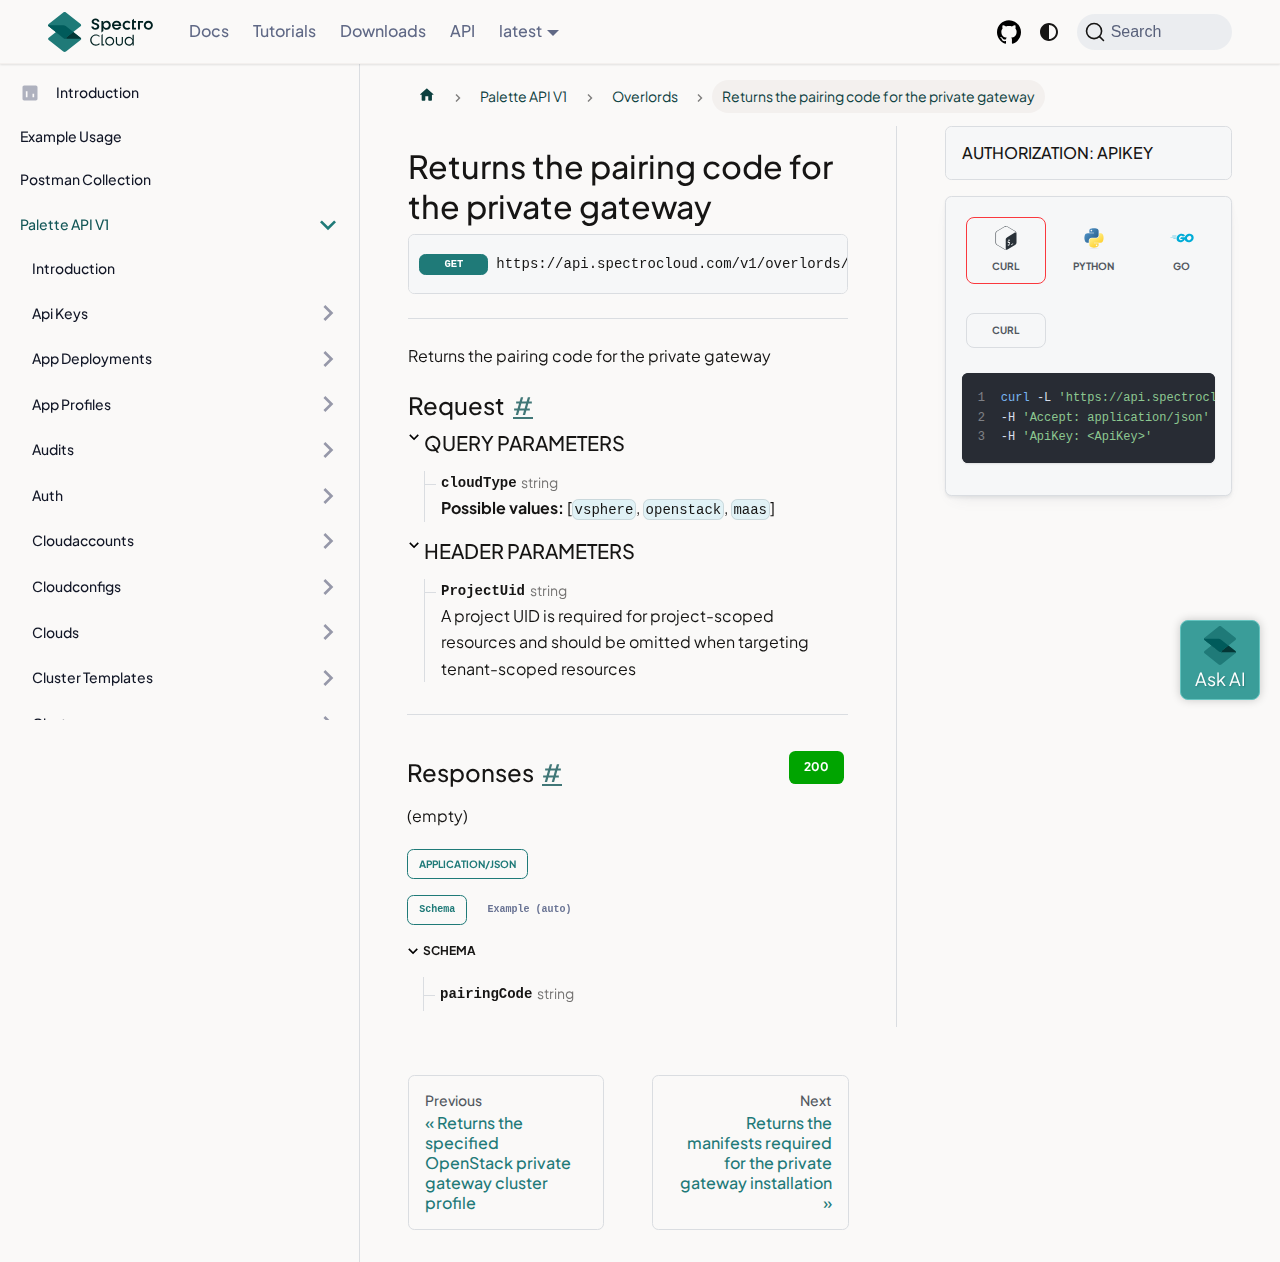 Spectro Cloud
Docs
Tutorials
Downloads
API
latest
Search
Introduction
Example Usage
Postman Collection
Palette API V1
Introduction
Api Keys
App Deployments
App Profiles
Audits
Auth
Cloudaccounts
Cloudconfigs
Clouds
Cluster Templates
Palette API V1
Overlords
Returns the pairing code for the private gateway
Returns the pairing code for
the private gateway
GET https://api.spectrocloud.com/v1/overlords/
Returns the pairing code for the private gateway
Request #
QUERY PARAMETERS
cloudType string
Possible values: [vsphere, openstack, maas]
HEADER PARAMETERS
ProjectUid string
A project UID is required for project-scoped
resources and should be omitted when targeting
tenant-scoped resources
Responses #
200
(empty)
APPLICATION/JSON
Schema
Example (auto)
SCHEMA
pairingCode string
Previous
« Returns the
specified
OpenStack private
gateway cluster
profile
Next
Returns the
manifests required
for the private
gateway installation
»
AUTHORIZATION: APIKEY
CURL
PYTHON
GO
CURL
1 curl -L 'https://api.spectrocl
2 -H 'Accept: application/json'
3 -H 'ApiKey: <ApiKey>'
Ask AI